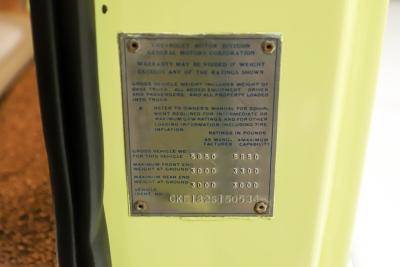 CHEVROLET MOTOR DIVISION
GENERAL MOTORS CORPORATION
WARRANTY MAY BE VOIDED IF WEIGHT
EXCEEDS ANY OF THE RATINGS SHOWN
GROSS VEHICLE WEIGHT INCLUDES WEIGHT OF
BASE TRUCK, ALL ADDED EQUIPMENT, DRIVER
AND PASSENGERS, AND ALL PROPERTY LOADED
INTO TRUCK.
REFER TO OWNER'S MANUAL FOR EQUIP-
MENT REQUIRED FOR INTERMEDIATE OR
MAXIMUM GVW RATINGS, AND FOR OTHER
LOADING INFORMATION INCLUDING
INFLATION.
RATINGS IN POUNDS
AS MANU- MAXIMUM
FACTURED CAPABILITY
GROSS VEHICLE WT
FOR THIS VEHICLE 5350 5350
MAXIMUM FRONT END
WEIGHT AT GROUND 3300 3300
MAXIMUM REAR END
WEIGHT AT GROUND 3000 3000
VEHICLE
IDENT. NO.